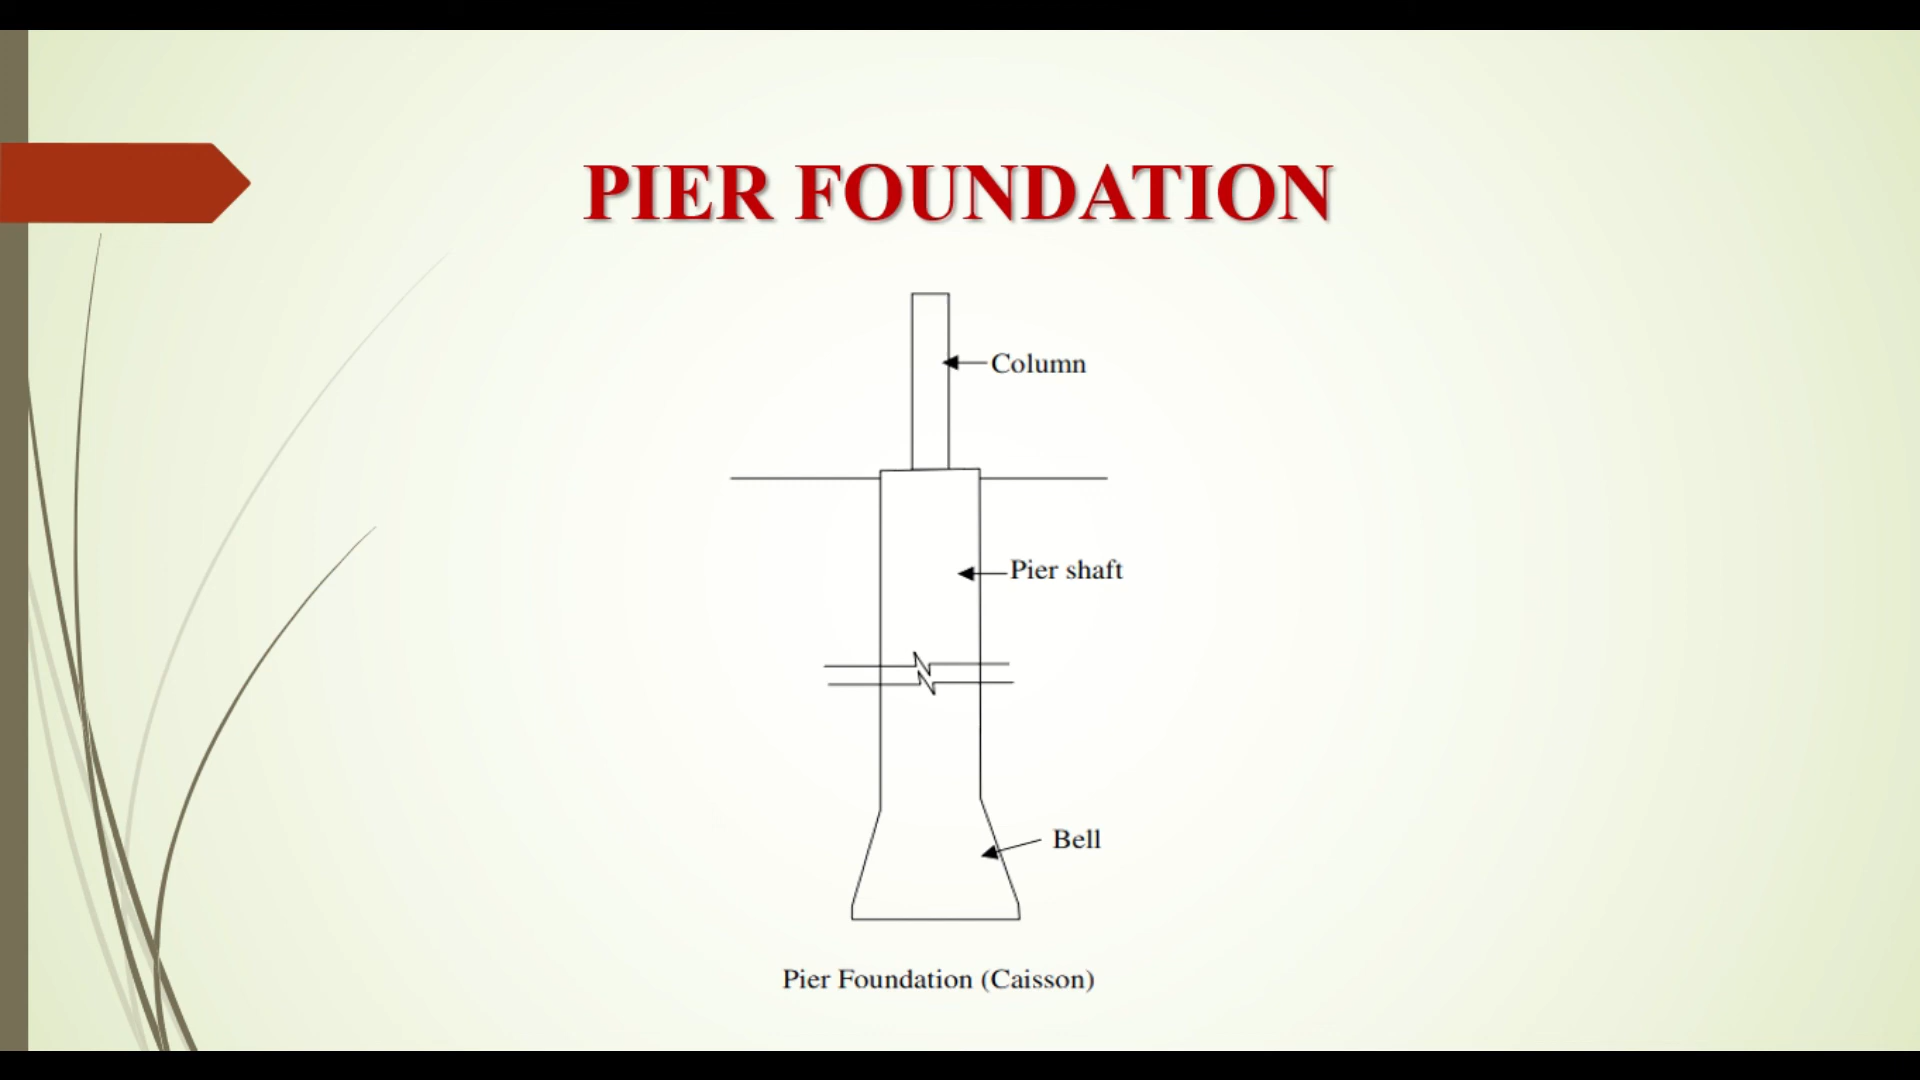 PIER FOUNDATION
Column
Pier shaft
Bell
Pier Foundation (Caisson)